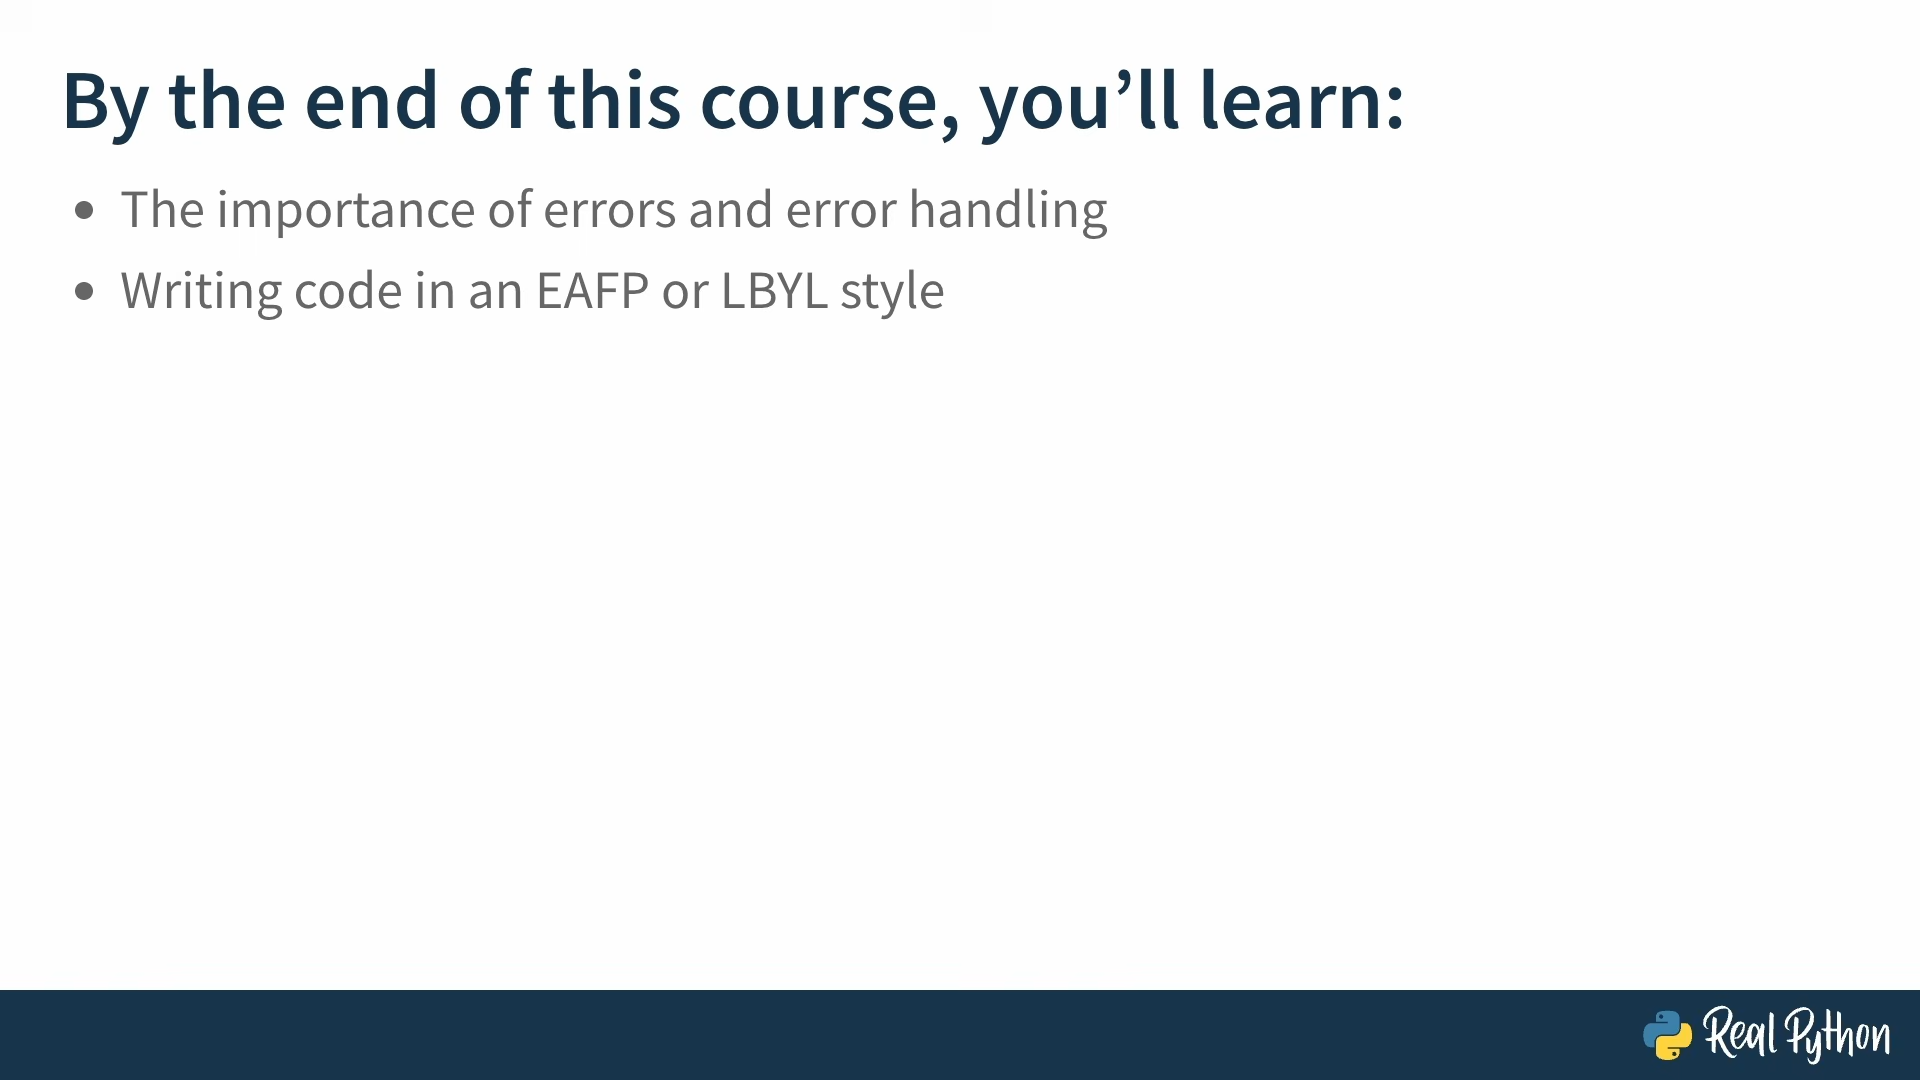 By the end of this course, you’ll learn:
• The importance of errors and error handling
• Writing code in an EAFP or LBYL style
Real Python